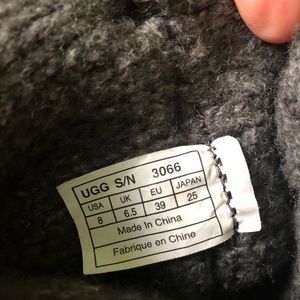 UGG S/N 3066
USA UK EU JAPAN
8 6.5 39 25
Made In China
Fabrique en Chine